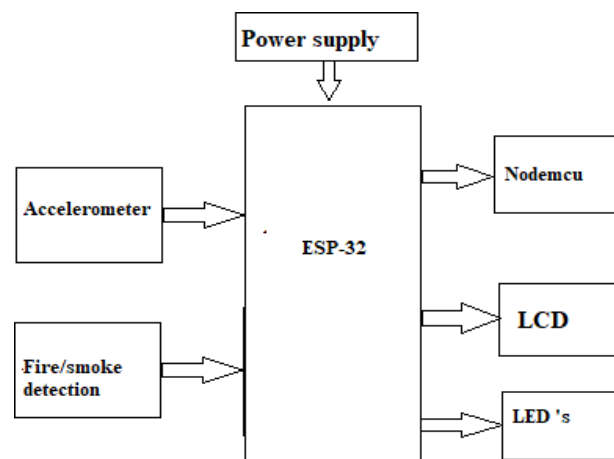 Power supply
Accelerometer
ESP-32
Nodemcu
LCD
Fire/smoke
detection
LED 's